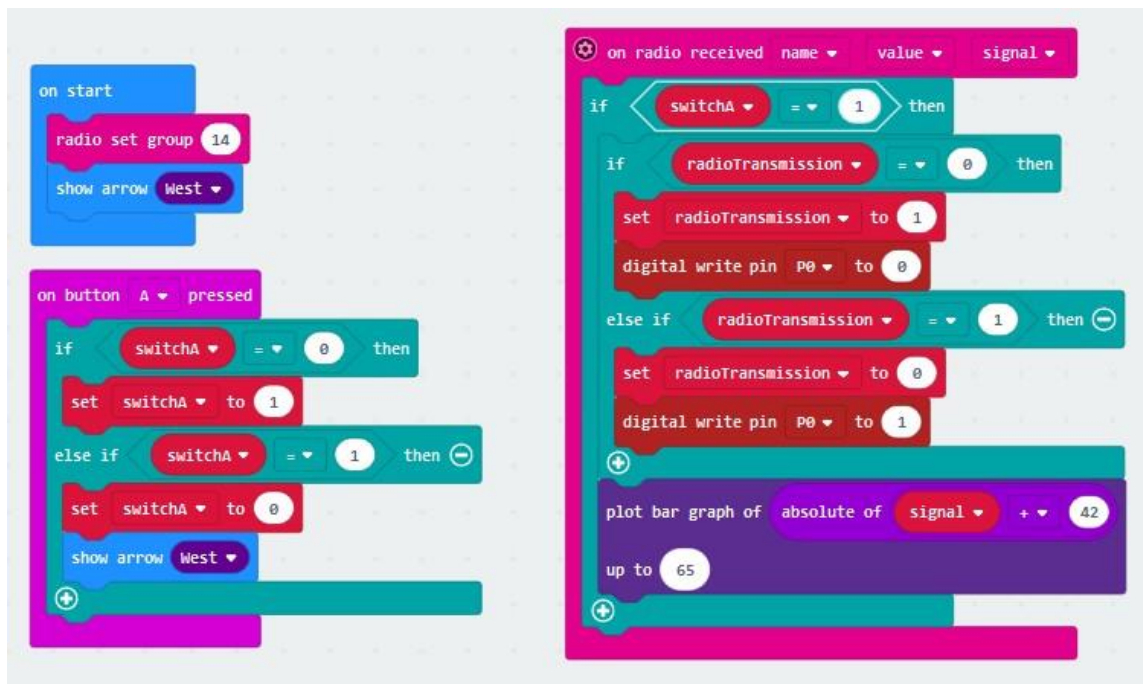 on start
radio set group 14
show arrow West
on button A pressed
if switchA = 0 then
set switchA to 1
else if switchA = 1 then
set switchA to 0
show arrow West
on radio received name value signal
if switchA = 1 then
if radioTransmission = 0 then
set radioTransmission to 1
digital write pin P0 to 0
else if radioTransmission = 1 then
set radioTransmission to 0
digital write pin P0 to 1
plot bar graph of absolute of signal + 42
up to 65